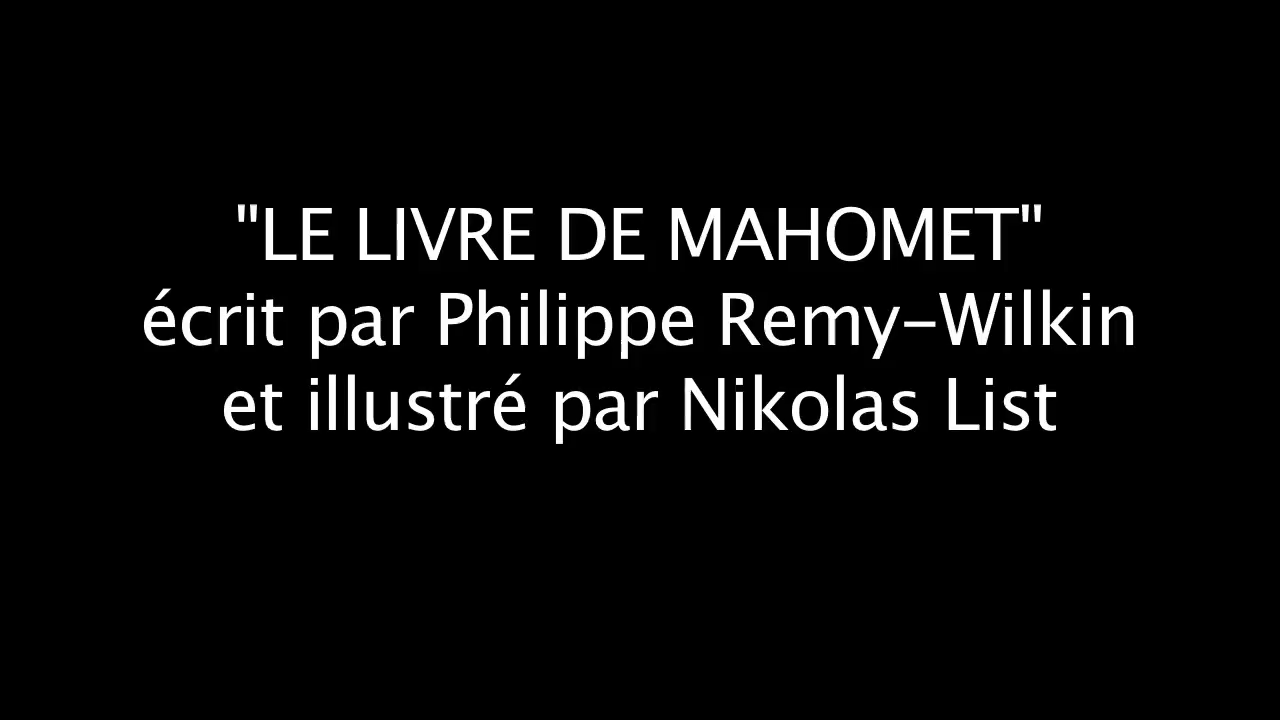 "LE LIVRE DE MAHOMET"
écrit par Philippe Remy-Wilkin
et illustré par Nikolas List